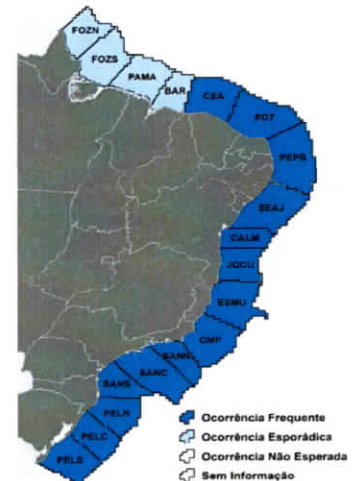 FOZN
FOZS
PAMA
BAR
CEA
POT
PEPB
SEAJ
CALM
JQCU
ESMU
CMP
SANN
SANC
SANS
PELN
PELC
PELS
Ocorrência Frequente
Ocorrência Esporádica
Ocorrência Não Esperada
Sem Informação